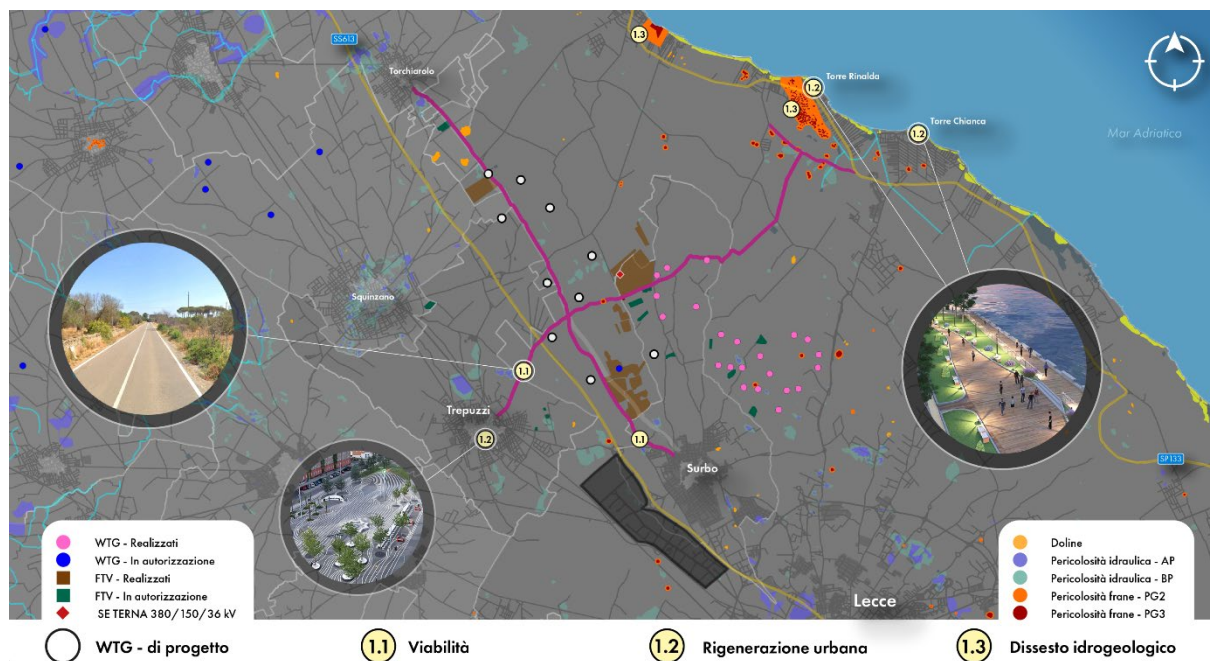 SS613
Torchiarolo
1.3
Torre Rinalda
1.2
1.3
Torre Chianca
1.2
Mar Adriatico
Squinzano
1.1
Trepuzzi
1.2
1.1
Surbo
SP133
Lecce
WTG - Realizzati
WTG - In autorizzazione
FTV - Realizzati
FTV - In autorizzazione
SE TERNA 380/150/36 kV
Doline
Pericolosità idraulica - AP
Pericolosità idraulica - BP
Pericolosità frane - PG2
Pericolosità frane - PG3
WTG - di progetto
1.1 Viabilità
1.2 Rigenerazione urbana
1.3 Dissesto idrogeologico